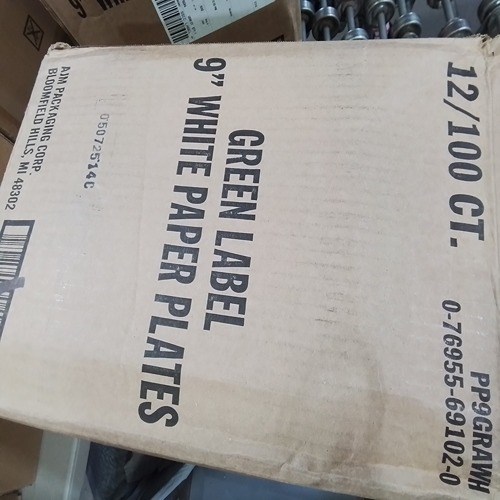 12/100 CT.
PP9GRAWH
0-76955-69102-0
GREEN LABEL
9" WHITE PAPER PLATES
05072514C
AJM PACKAGING CORP.
BLOOMFIELD HILLS, MI 48302